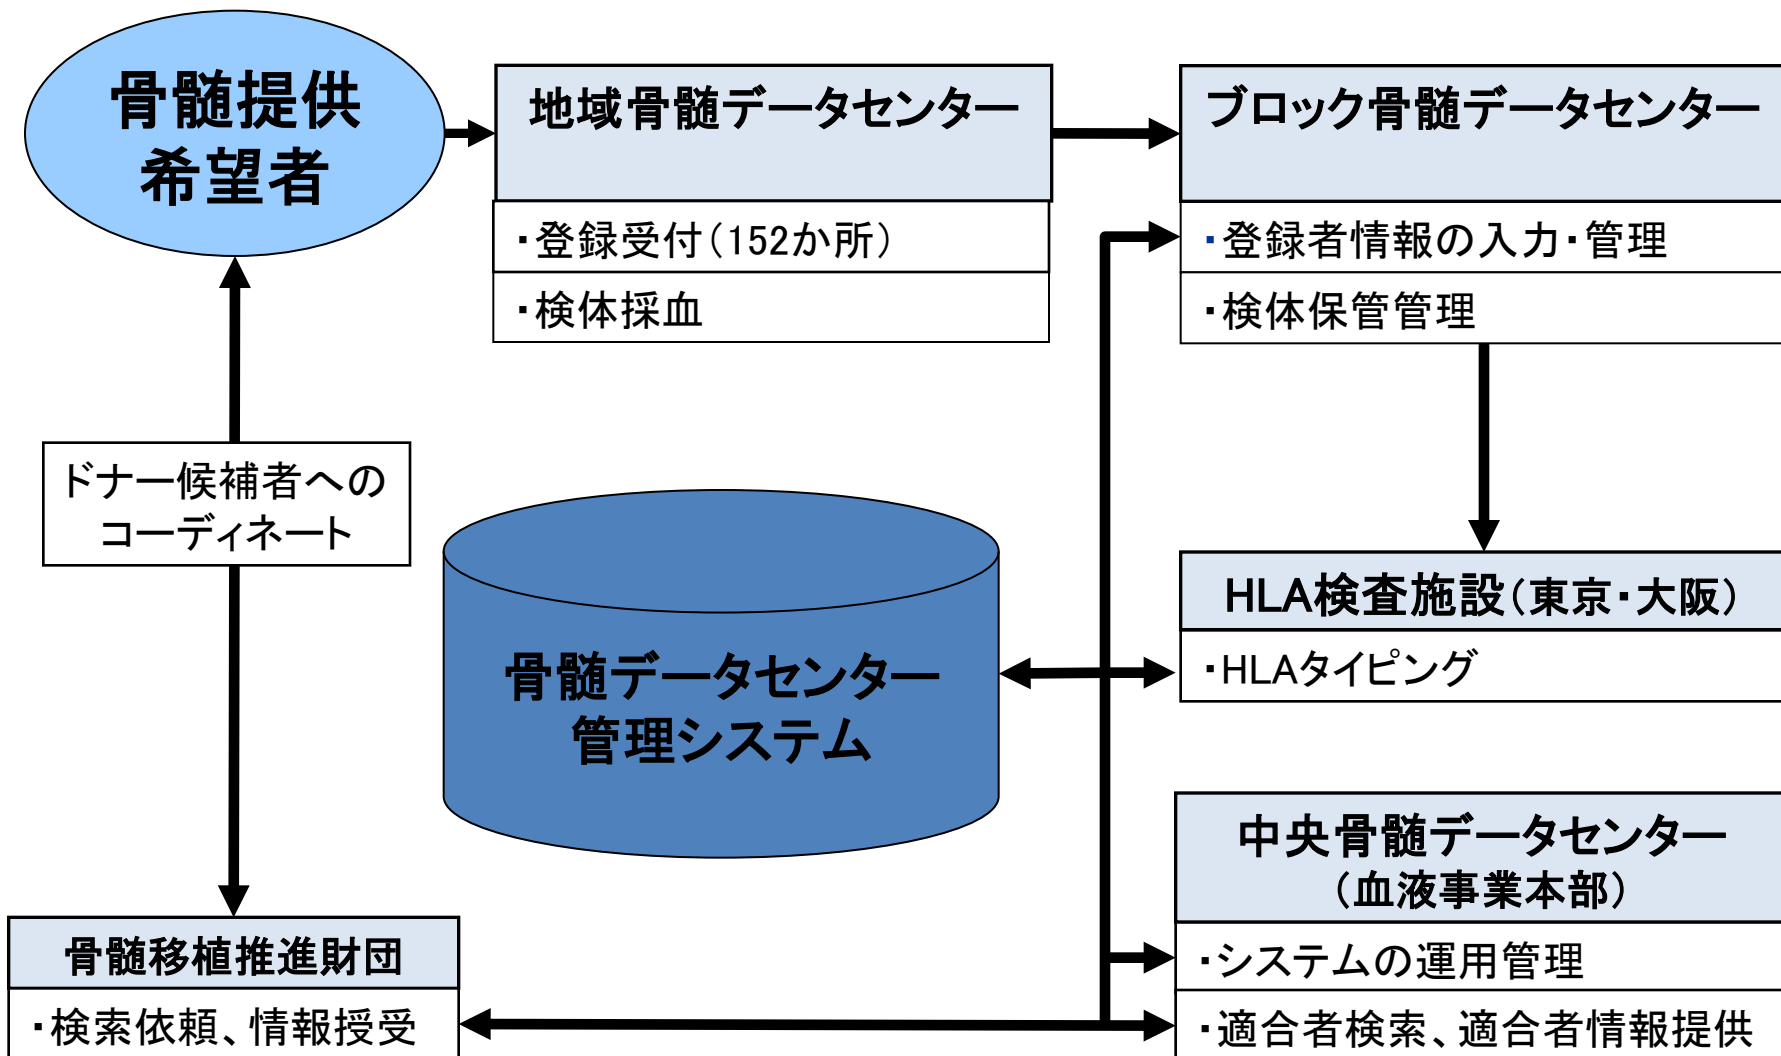 骨髄提供
希望者
地域骨髄データセンター
・登録受付（152か所）
・検体採血
ブロック骨髄データセンター
・登録者情報の入力・管理
・検体保管管理
ドナー候補者への
コーディネート
骨髄データセンター
管理システム
HLA検査施設（東京・大阪）
・HLAタイピング
中央骨髄データセンター
（血液事業本部）
・システムの運用管理
・適合者検索、適合者情報提供
骨髄移植推進財団
・検索依頼、情報授受